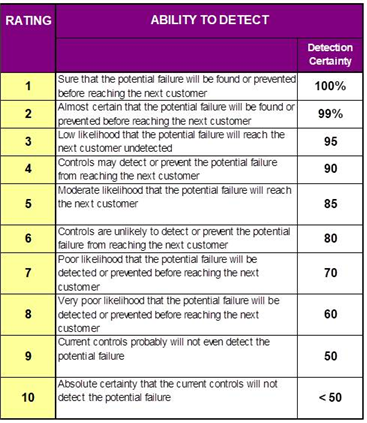 RATING ABILITY TO DETECT
Detection
Certainty
1 Sure that the potential failure will be found or prevented
before reaching the next customer 100%
2 Almost certain that the potential failure will be found or
prevented before reaching the next customer 99%
3 Low likelihood that the potential failure will reach the
next customer undetected 95
4 Controls may detect or prevent the potential failure
from reaching the next customer 90
5 Moderate likelihood that the potential failure will reach
the next customer 85
6 Controls are unlikely to detect or prevent the potential
failure from reaching the next customer 80
7 Poor likelihood that the potential failure will be
detected or prevented before reaching the next
customer 70
8 Very poor likelihood that the potential failure will be
detected or prevented before reaching the next
customer 60
9 Current controls probably will not even detect the
potential failure 50
10 Absolute certainty that the current controls will not
detect the potential failure < 50